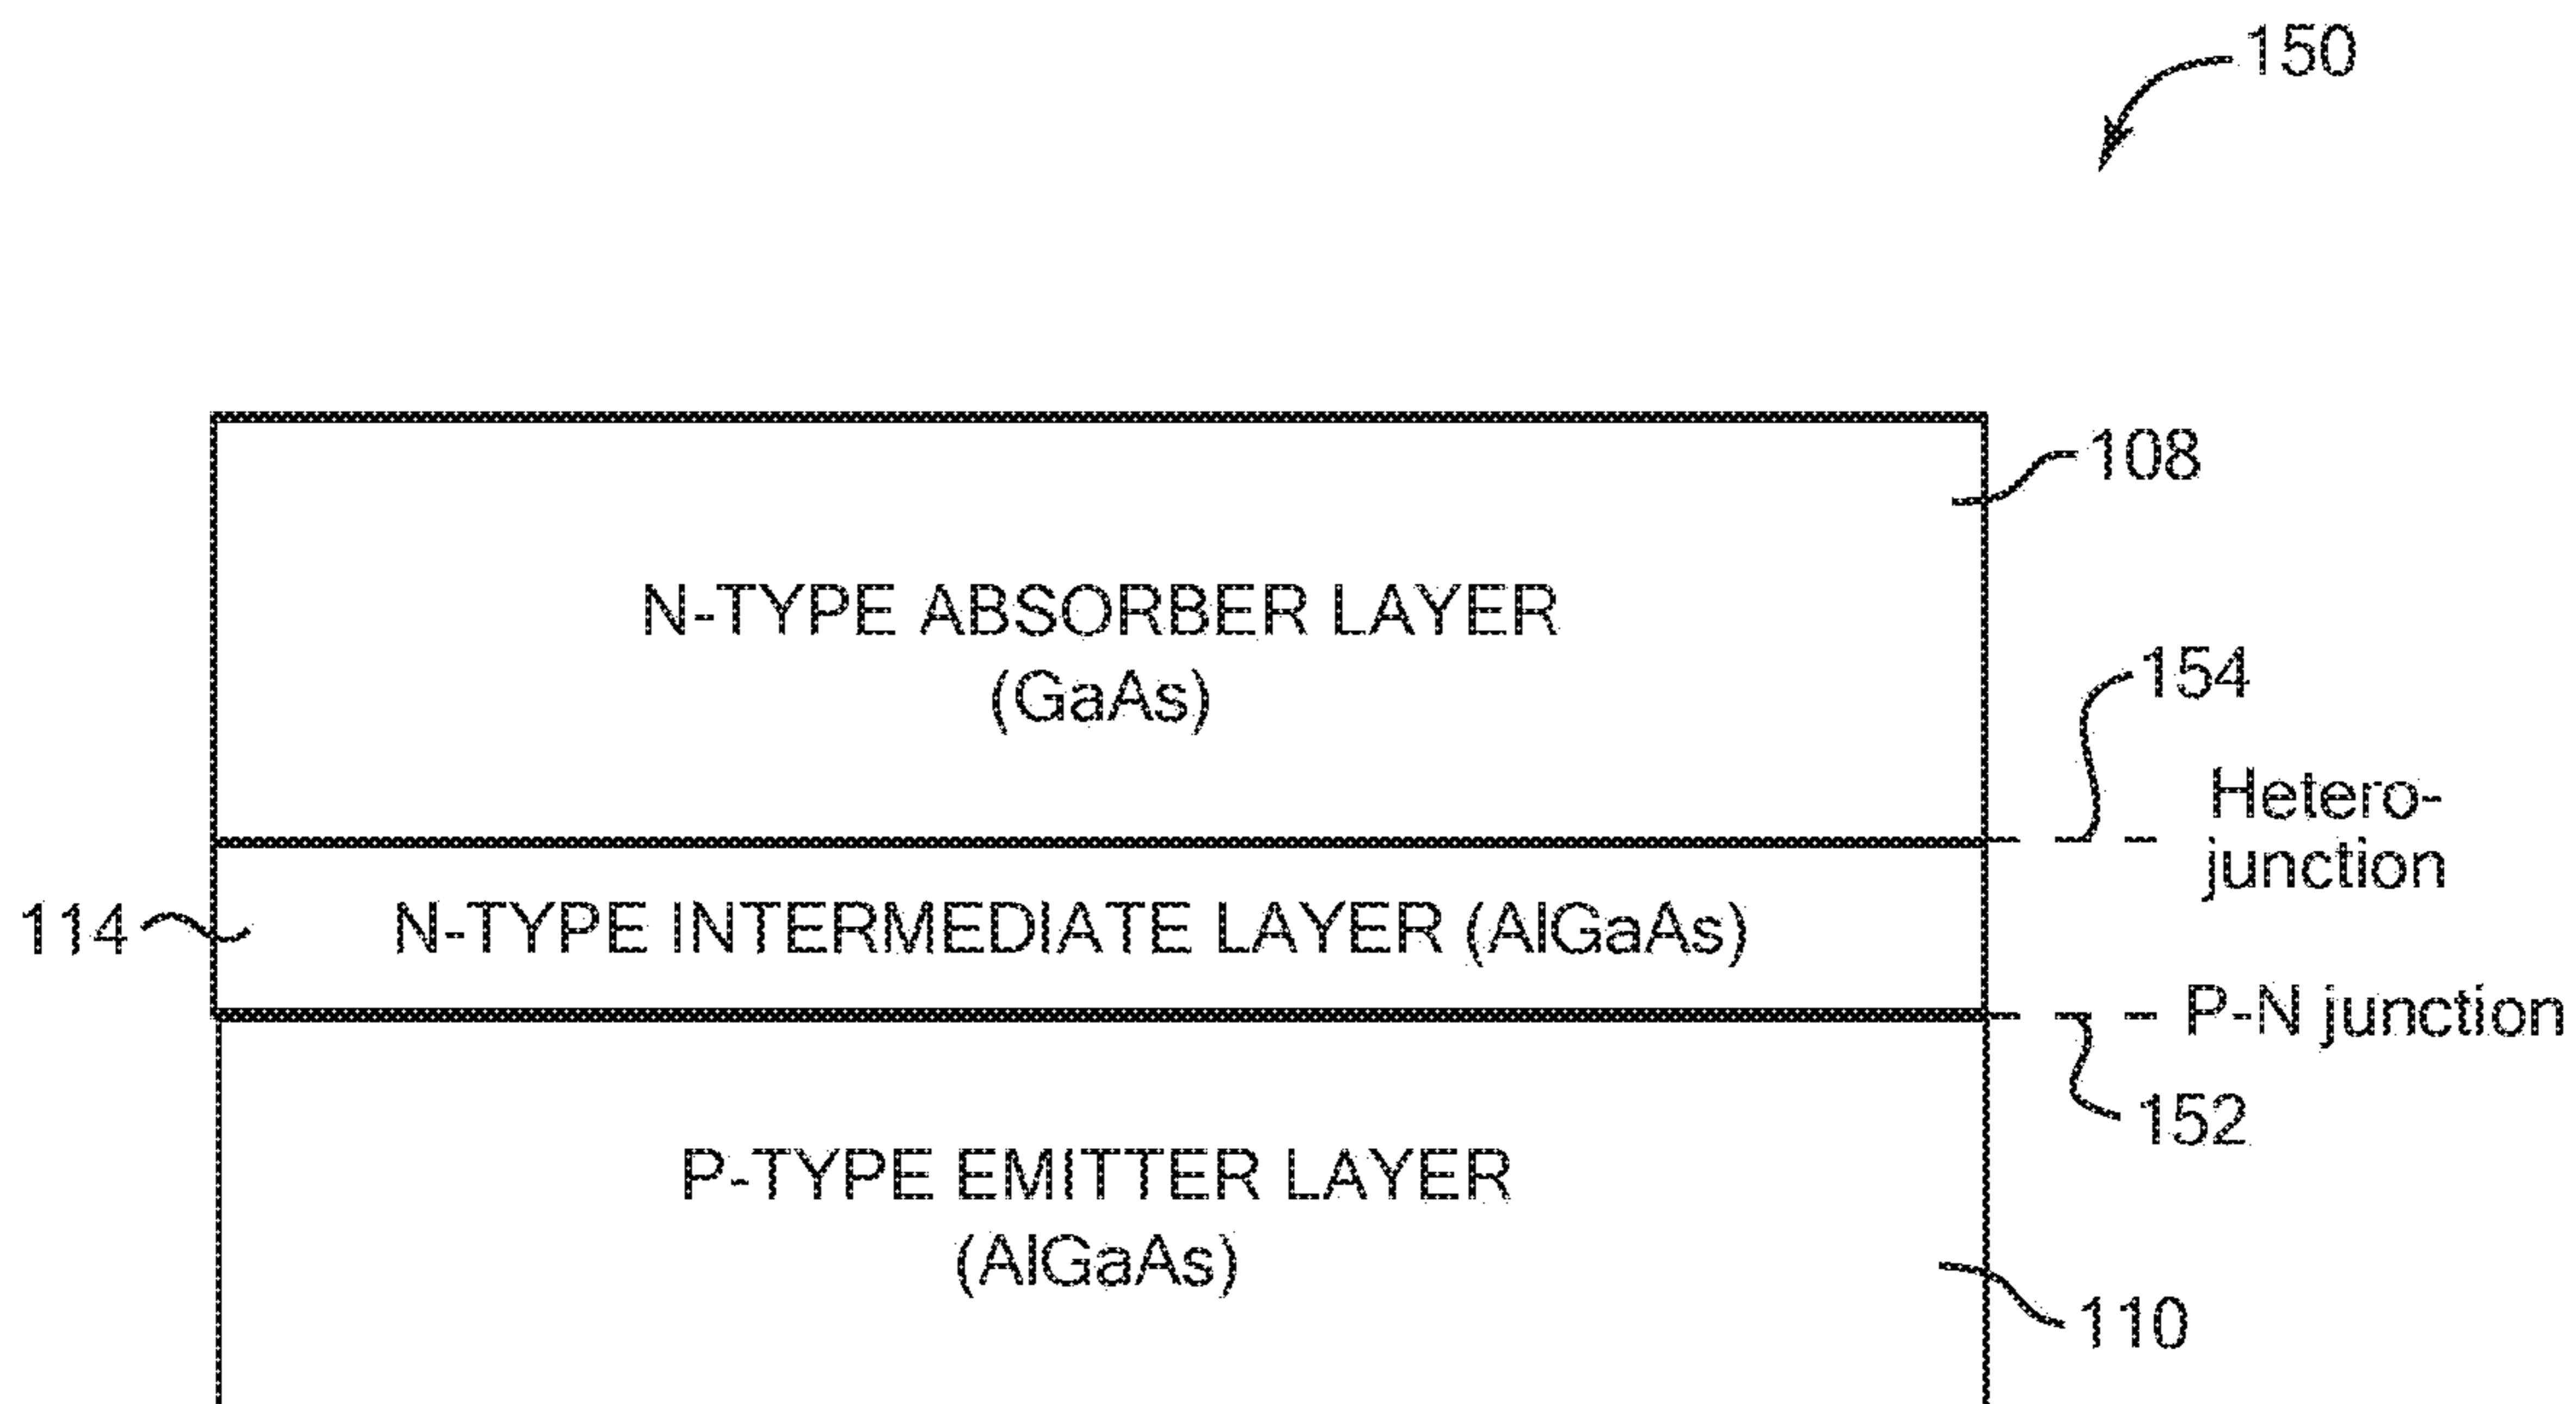 150
108
N-TYPE ABSORBER LAYER
(GaAs)
154
Hetero-
junction
114
N-TYPE INTERMEDIATE LAYER (AlGaAs)
P-N junction
152
P-TYPE EMITTER LAYER
(AlGaAs)
110